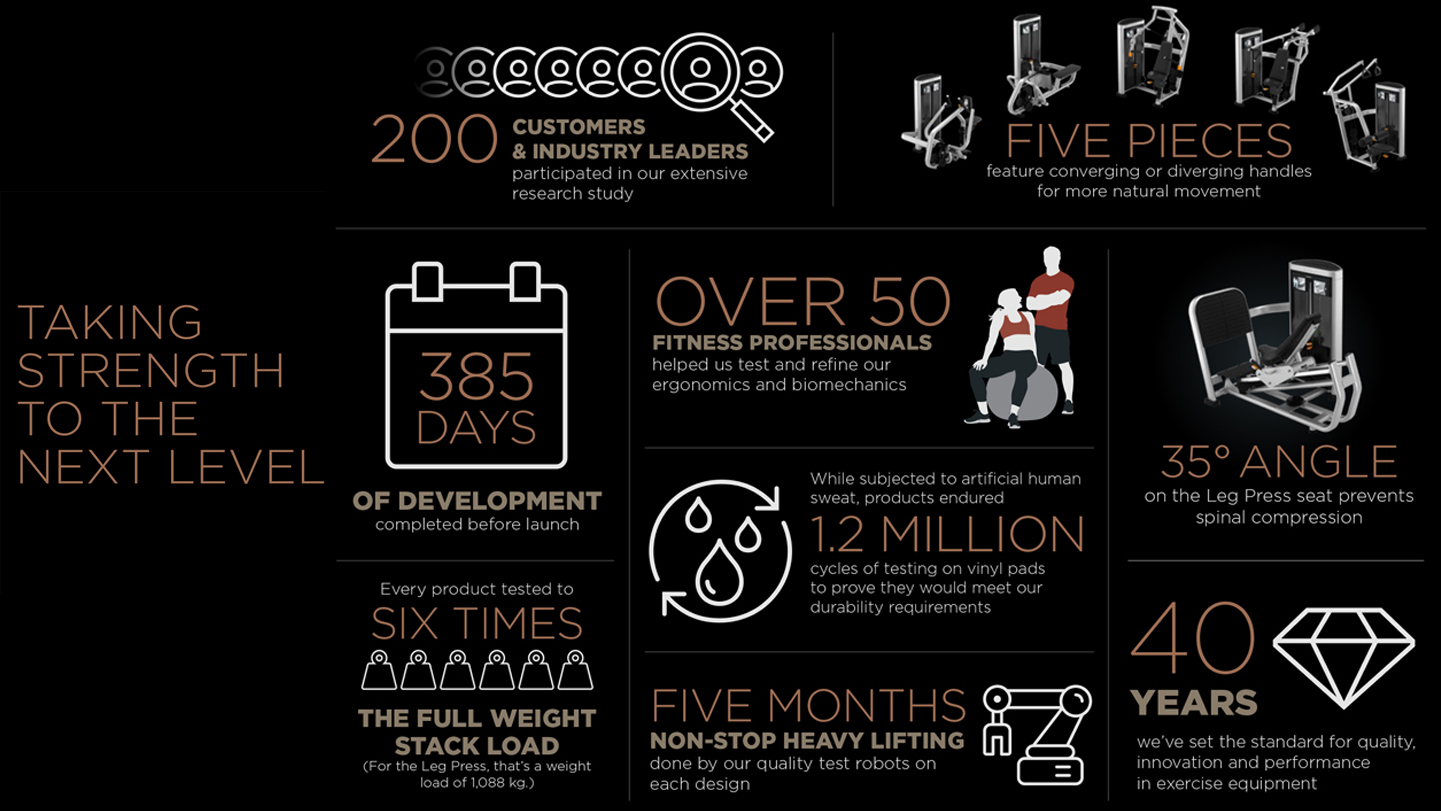 TAKING
STRENGTH
TO THE
NEXT LEVEL
200
CUSTOMERS
& INDUSTRY LEADERS
participated in our extensive
research study
FIVE PIECES
feature converging or diverging handles
for more natural movement
385
DAYS
OF DEVELOPMENT
completed before launch
OVER 50
FITNESS PROFESSIONALS
helped us test and refine our
ergonomics and biomechanics
35° ANGLE
on the Leg Press seat prevents
spinal compression
While subjected to artificial human
sweat, products endured
1.2 MILLION
cycles of testing on vinyl pads
to prove they would meet our
durability requirements
Every product tested to
SIX TIMES
THE FULL WEIGHT
STACK LOAD
(For the Leg Press, that's a weight
load of 1,088 kg.)
FIVE MONTHS
NON-STOP HEAVY LIFTING
done by our quality test robots on
each design
40
YEARS
we've set the standard for quality,
innovation and performance
in exercise equipment